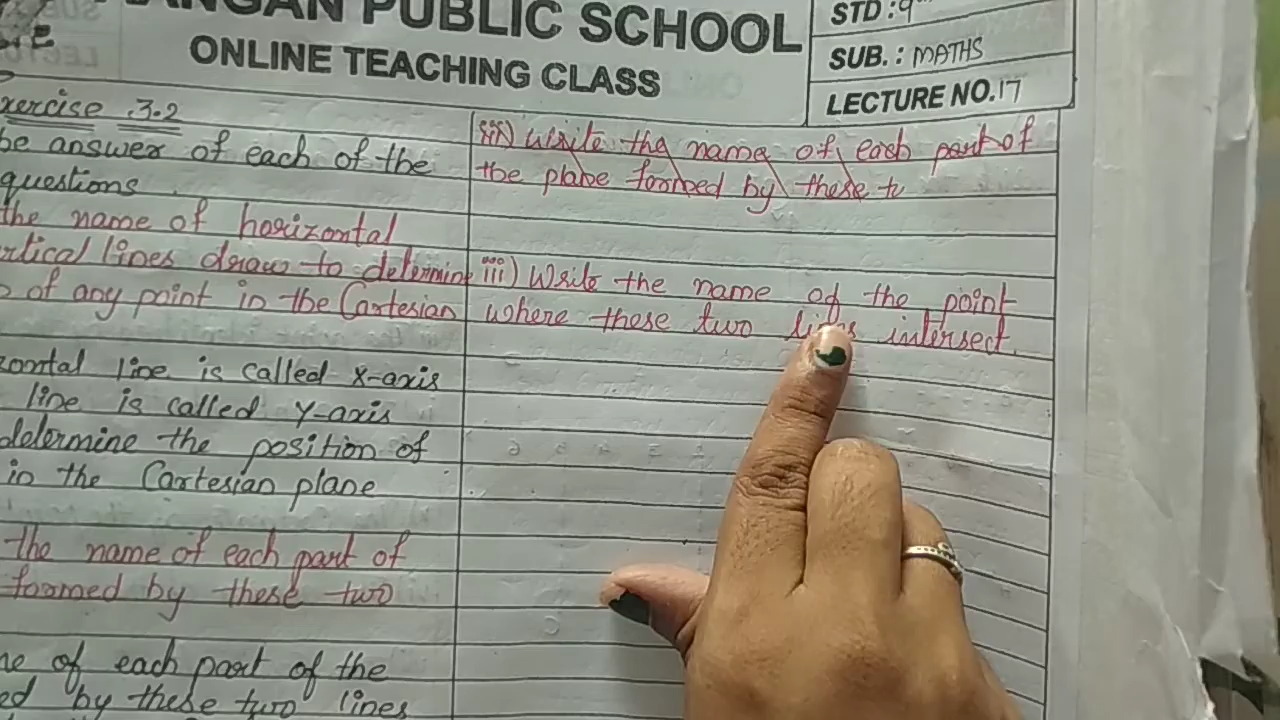 ANGAN PUBLIC SCHOOL
ONLINE TEACHING CLASS
STD : 9
SUB. : MATHS
LECTURE NO. 17
xercise 3.2
be answer of each of the
questions
the name of horizontal
rtical lines draw to determine
of any point in the Cartesian
zontal line is called x-axis
line is called y-axis
determine the position of
in the Cartesian plane
the name of each part of
formed by these two
ne of each part of the
ed by these two lines
iii) Write the name of each part of
the plane formed by these tw
iii) Write the name of the point
where these two lines intersect.